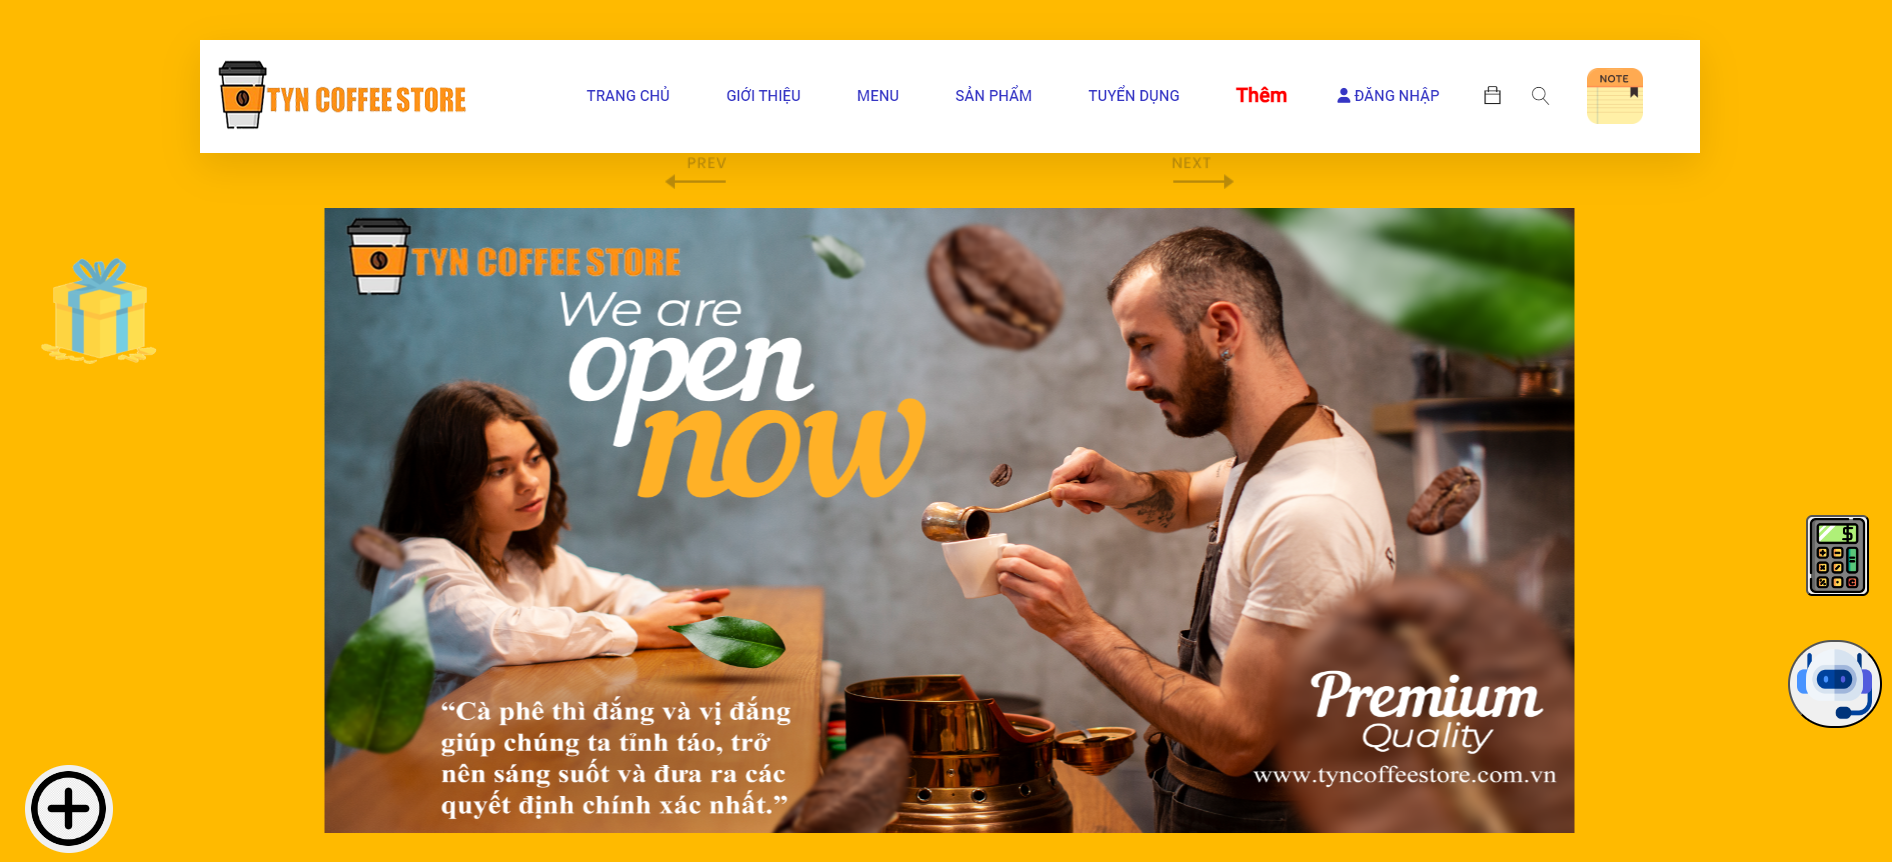 TYN COFFEE STORE
TRANG CHỦ
GIỚI THIỆU
MENU
SẢN PHẨM
TUYỂN DỤNG
Thêm
ĐĂNG NHẬP
NOTE
PREV
NEXT
TYN COFFEE STORE
We are
open
now
“Cà phê thì đắng và vị đắng
giúp chúng ta tỉnh táo, trở
nên sáng suốt và đưa ra các
quyết định chính xác nhất.”
Premium
Quality
www.tyncoffeestore.com.vn
$